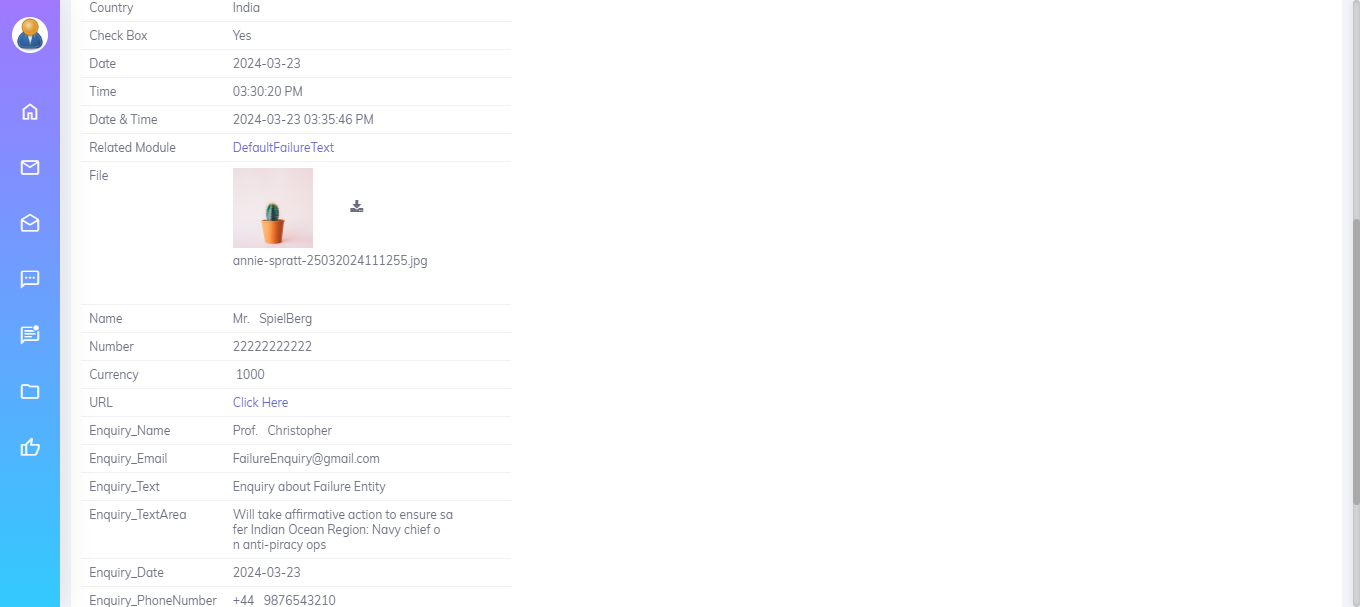 Country India
Check Box Yes
Date 2024-03-23
Time 03:30:20 PM
Date & Time 2024-03-23 03:35:46 PM
Related Module DefaultFailureText
File
annie-spratt-25032024111255.jpg
Name Mr. SpielBerg
Number 22222222222
Currency 1000
URL Click Here
Enquiry_Name Prof. Christopher
Enquiry_Email FailureEnquiry@gmail.com
Enquiry_Text Enquiry about Failure Entity
Enquiry_TextArea Will take affirmative action to ensure sa
fer Indian Ocean Region: Navy chief o
n anti-piracy ops
Enquiry_Date 2024-03-23
Enquiry_PhoneNumber +44 9876543210